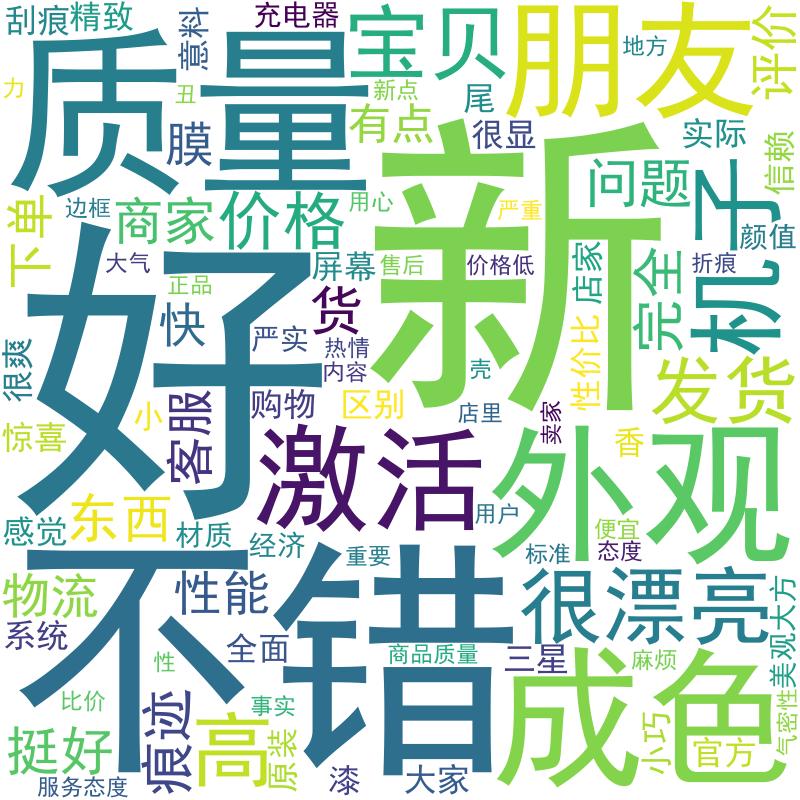 刮痕
精致
意料
充电器
宝贝
朋友
地方
评价
质量
力
丑
新点
尾
膜
有点
很显
实际
信赖
新
问题
机子
下单
边框
商家
价格
用心
严重
颜值
好
大气
屏幕
售后
价格低
店家
完全
折痕
正品
货
快
严实
热情
内容
壳
性价比
发货
很爽
客服
购物
区别
店里
卖家
香
惊喜
小
激活
外观
东西
感觉
材质
经济
重要
用户
便宜
标准
态度
不错
物流
性能
很漂亮
美观大方
系统
全面
商品质量
三星
麻烦
性
成色
比价
痕迹
事实
挺好
高
原装
小巧
官方
气密性
服务态度
漆
大家